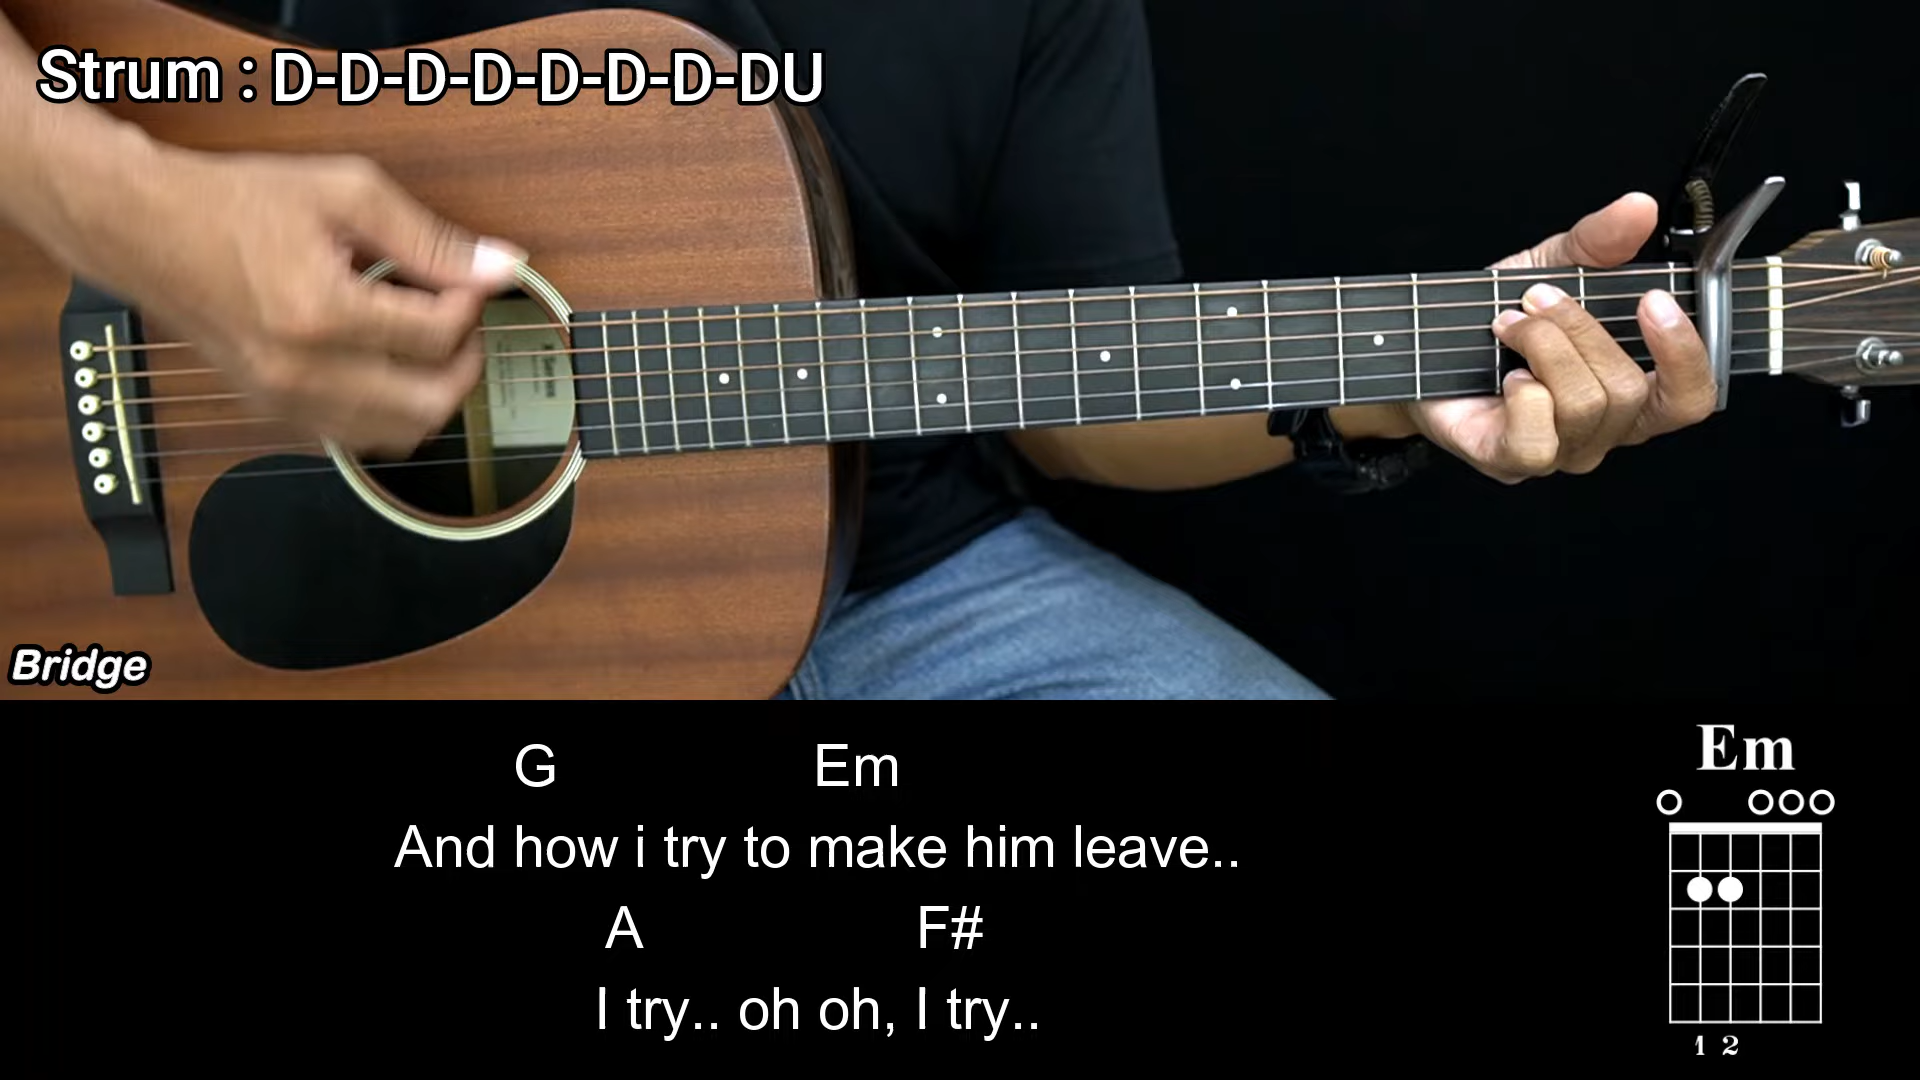 Strum : D-D-D-D-D-D-D-DU
Bridge
G Em
And how i try to make him leave..
A F#
I try.. oh oh, I try..
Em
1 2